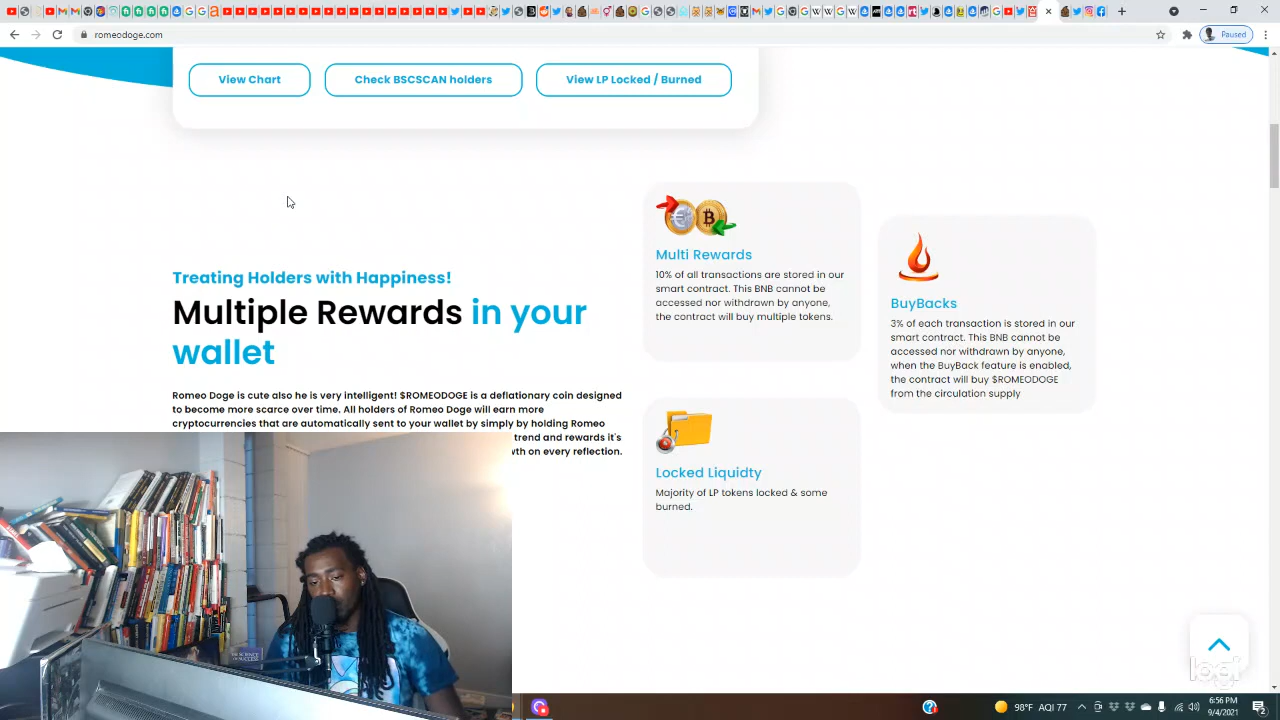 romeodoge.com
Paused
View Chart
Check BSCSCAN holders
View LP Locked / Burned
Treating Holders with Happiness!
Multiple Rewards in your
wallet
Romeo Doge is cute also he is very intelligent! $ROMEODOGE is a deflationary coin designed
to become more scarce over time. All holders of Romeo Doge will earn more
cryptocurrencies that are automatically sent to your wallet by simply by holding Romeo
trend and rewards it's
on every reflection.
Multi Rewards
10% of all transactions are stored in our
smart contract. This BNB cannot be
accessed nor withdrawn by anyone,
the contract will buy multiple tokens.
BuyBacks
3% of each transaction is stored in our
smart contract. This BNB cannot be
accessed nor withdrawn by anyone,
when the BuyBack feature is enabled,
the contract will buy $ROMEODOGE
from the circulation supply
Locked Liquidty
Majority of LP tokens locked & some
burned.
logi
98°F AQI 77
6:56 PM
9/4/2021